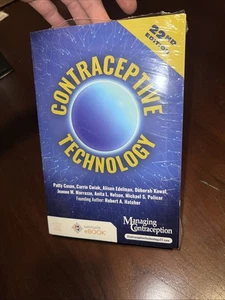 22ND
EDITION
CONTRACEPTIVE
TECHNOLOGY
Patty Cason, Carrie Cwiak, Alison Edelman, Deborah Kowal,
Jeanne M. Marrazzo, Anita L. Nelson, Michael S. Policar
Founding Author: Robert A. Hatcher
eBOOK
Managing
Contraception